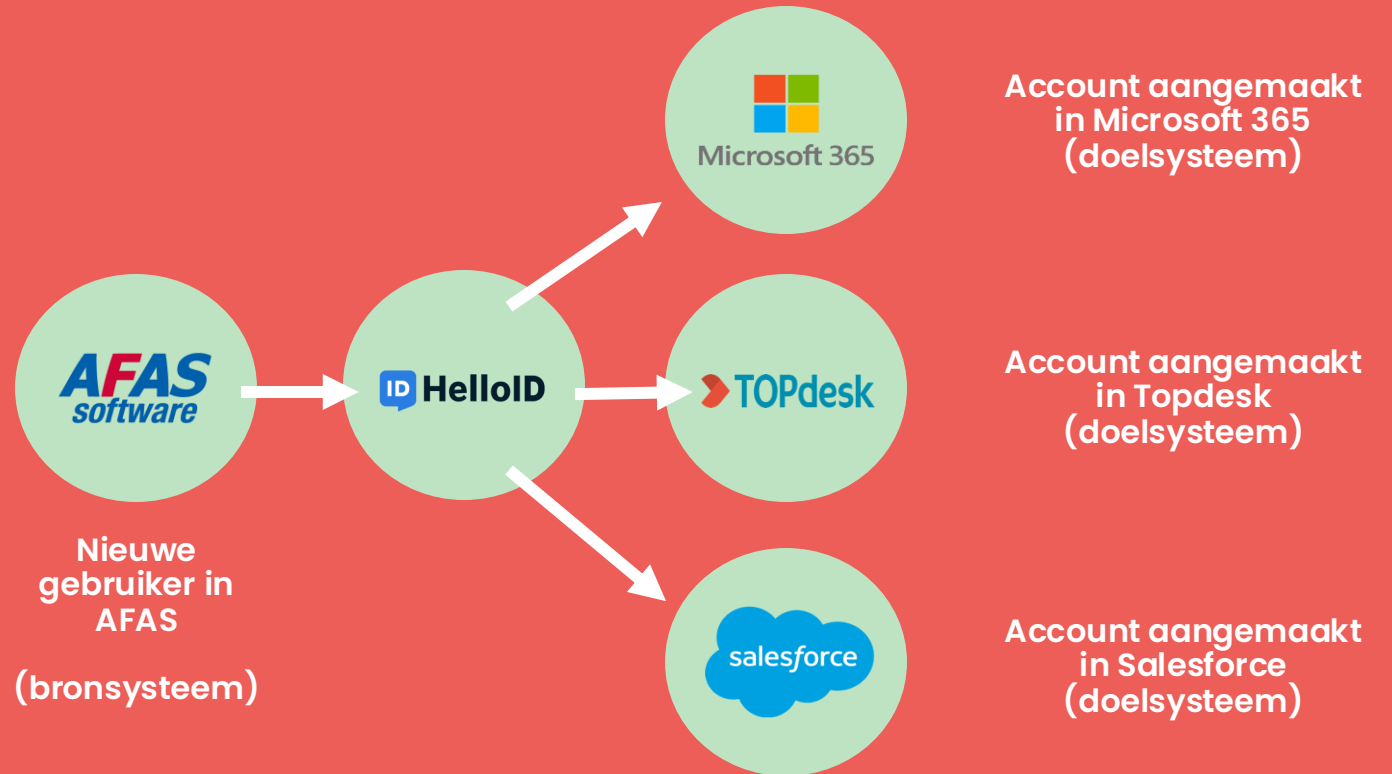 Microsoft 365
Account aangemaakt
in Microsoft 365
(doelsysteem)
AFAS
software
ID HelloID
TOPdesk
Account aangemaakt
in Topdesk
(doelsysteem)
Nieuwe
gebruiker in
AFAS
(bronsysteem)
salesforce
Account aangemaakt
in Salesforce
(doelsysteem)